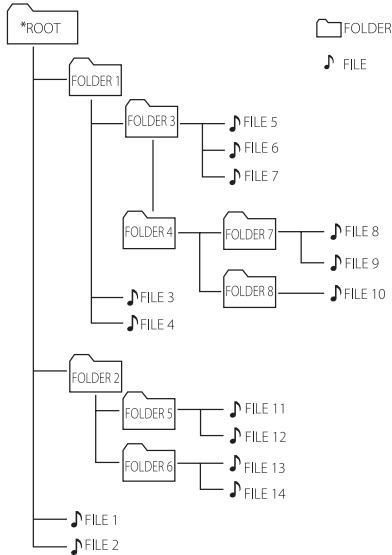 *ROOT
FOLDER
FILE
FOLDER 1
FOLDER 3
FILE 5
FILE 6
FILE 7
FOLDER 4
FOLDER 7
FILE 8
FILE 9
FOLDER 8
FILE 10
FILE 3
FILE 4
FOLDER 2
FOLDER 5
FILE 11
FILE 12
FOLDER 6
FILE 13
FILE 14
FILE 1
FILE 2